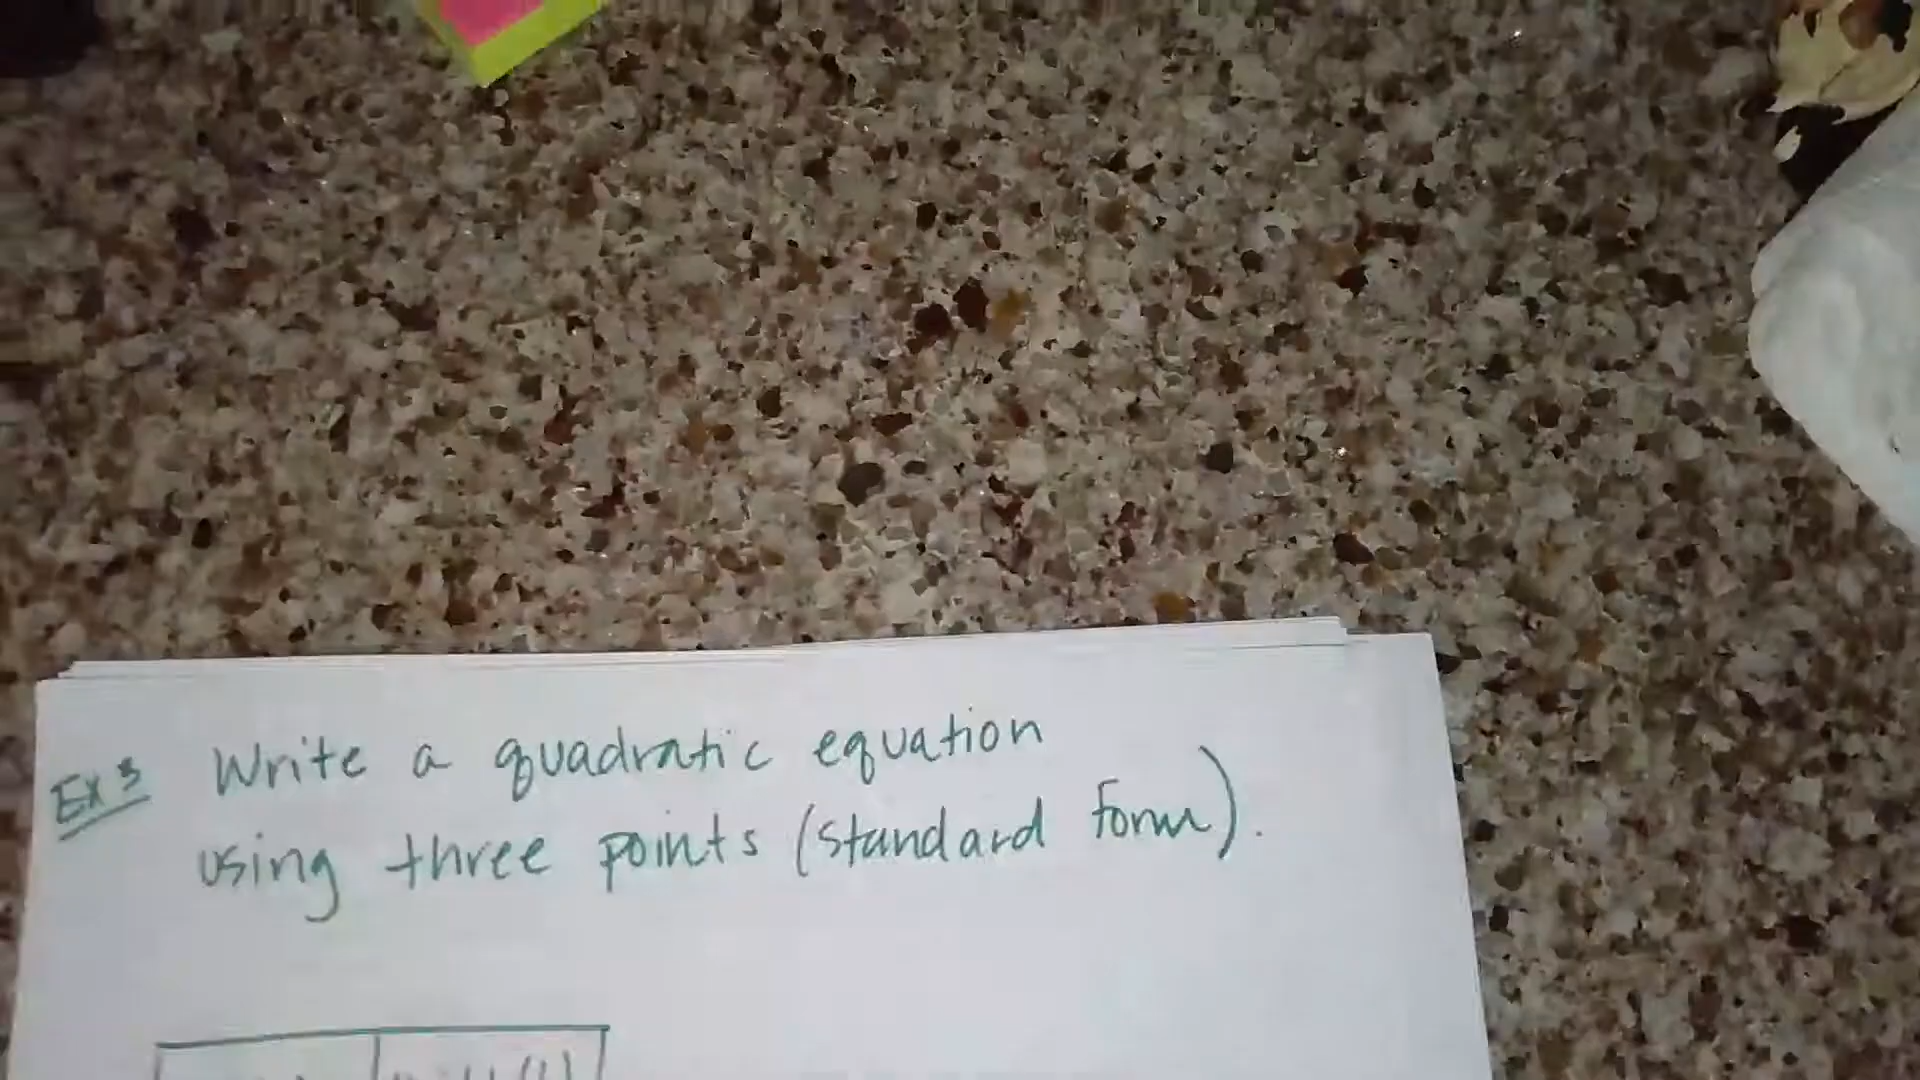 Ex 3 Write a quadratic equation
using three points (standard form).